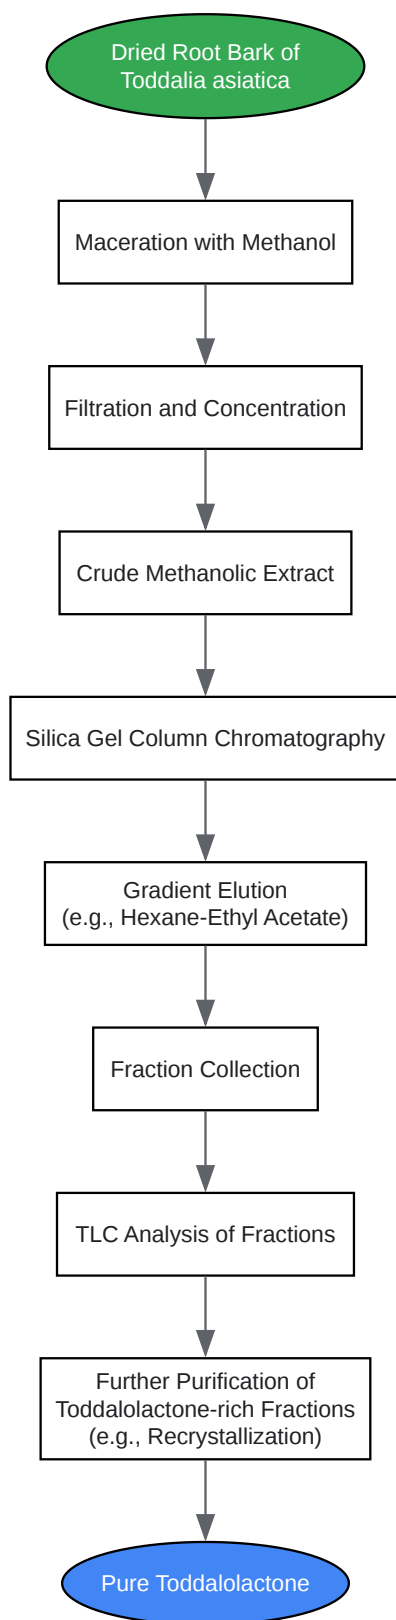 Dried Root Bark of
Toddalia asiatica
Maceration with Methanol
Filtration and Concentration
Crude Methanolic Extract
Silica Gel Column Chromatography
Gradient Elution
(e.g., Hexane-Ethyl Acetate)
Fraction Collection
TLC Analysis of Fractions
Further Purification of
Toddalolactone-rich Fractions
(e.g., Recrystallization)
Pure Toddalolactone